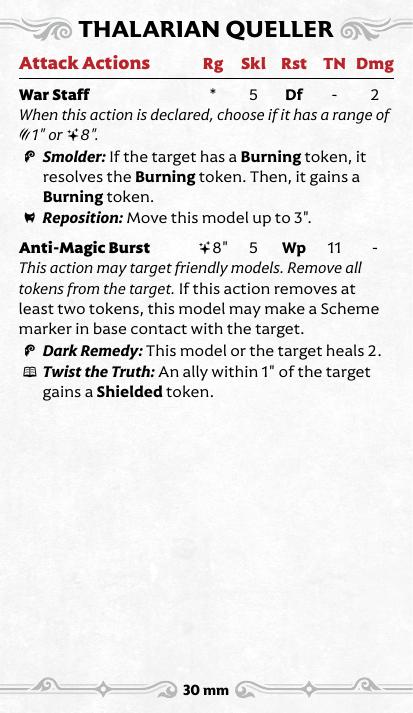 THALARIAN QUELLER
Attack Actions Rg Skl Rst TN Dmg
War Staff * 5 Df - 2
When this action is declared, choose if it has a range of
1" or 8".
Smolder: If the target has a Burning token, it
resolves the Burning token. Then, it gains a
Burning token.
Reposition: Move this model up to 3".
Anti-Magic Burst 8" 5 Wp 11 -
This action may target friendly models. Remove all
tokens from the target. If this action removes at
least two tokens, this model may make a Scheme
marker in base contact with the target.
Dark Remedy: This model or the target heals 2.
Twist the Truth: An ally within 1" of the target
gains a Shielded token.
30 mm